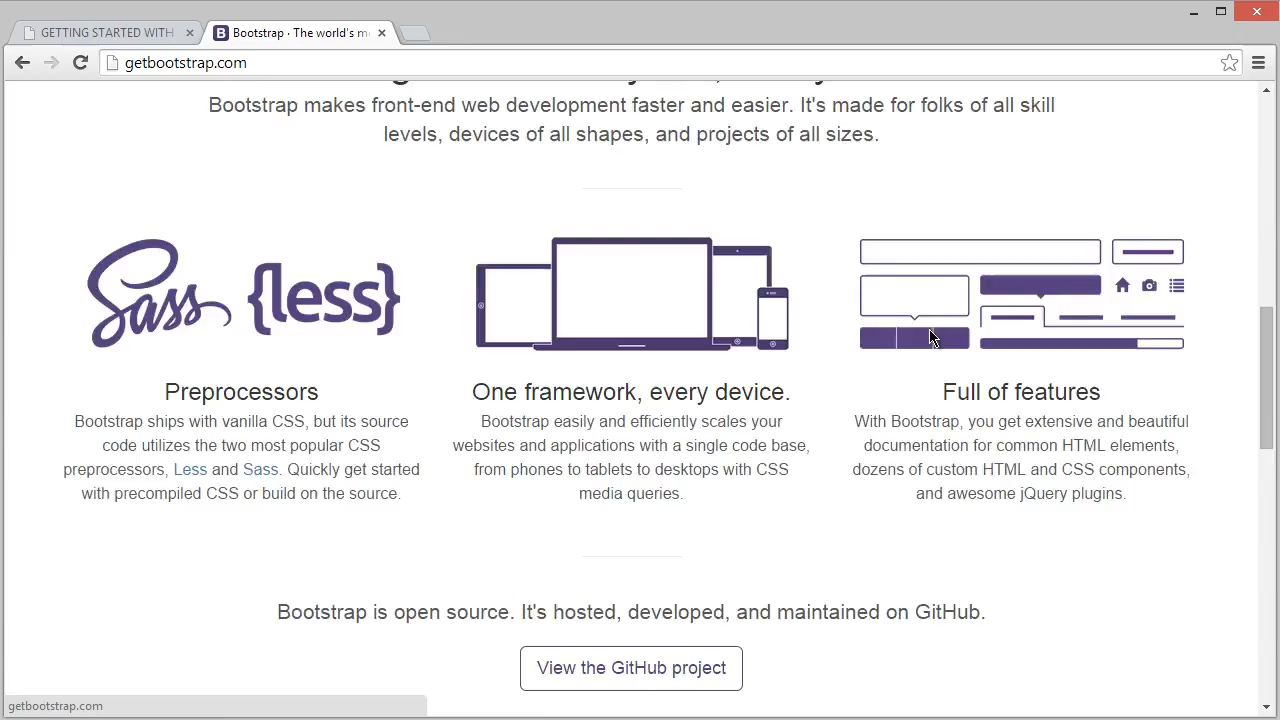 GETTING STARTED WITH
Bootstrap · The world's m
getbootstrap.com
Bootstrap makes front-end web development faster and easier. It's made for folks of all skill
levels, devices of all shapes, and projects of all sizes.
Sass {less}
Preprocessors
Bootstrap ships with vanilla CSS, but its source
code utilizes the two most popular CSS
preprocessors, Less and Sass. Quickly get started
with precompiled CSS or build on the source.
One framework, every device.
Bootstrap easily and efficiently scales your
websites and applications with a single code base,
from phones to tablets to desktops with CSS
media queries.
Full of features
With Bootstrap, you get extensive and beautiful
documentation for common HTML elements,
dozens of custom HTML and CSS components,
and awesome jQuery plugins.
Bootstrap is open source. It's hosted, developed, and maintained on GitHub.
View the GitHub project
getbootstrap.com